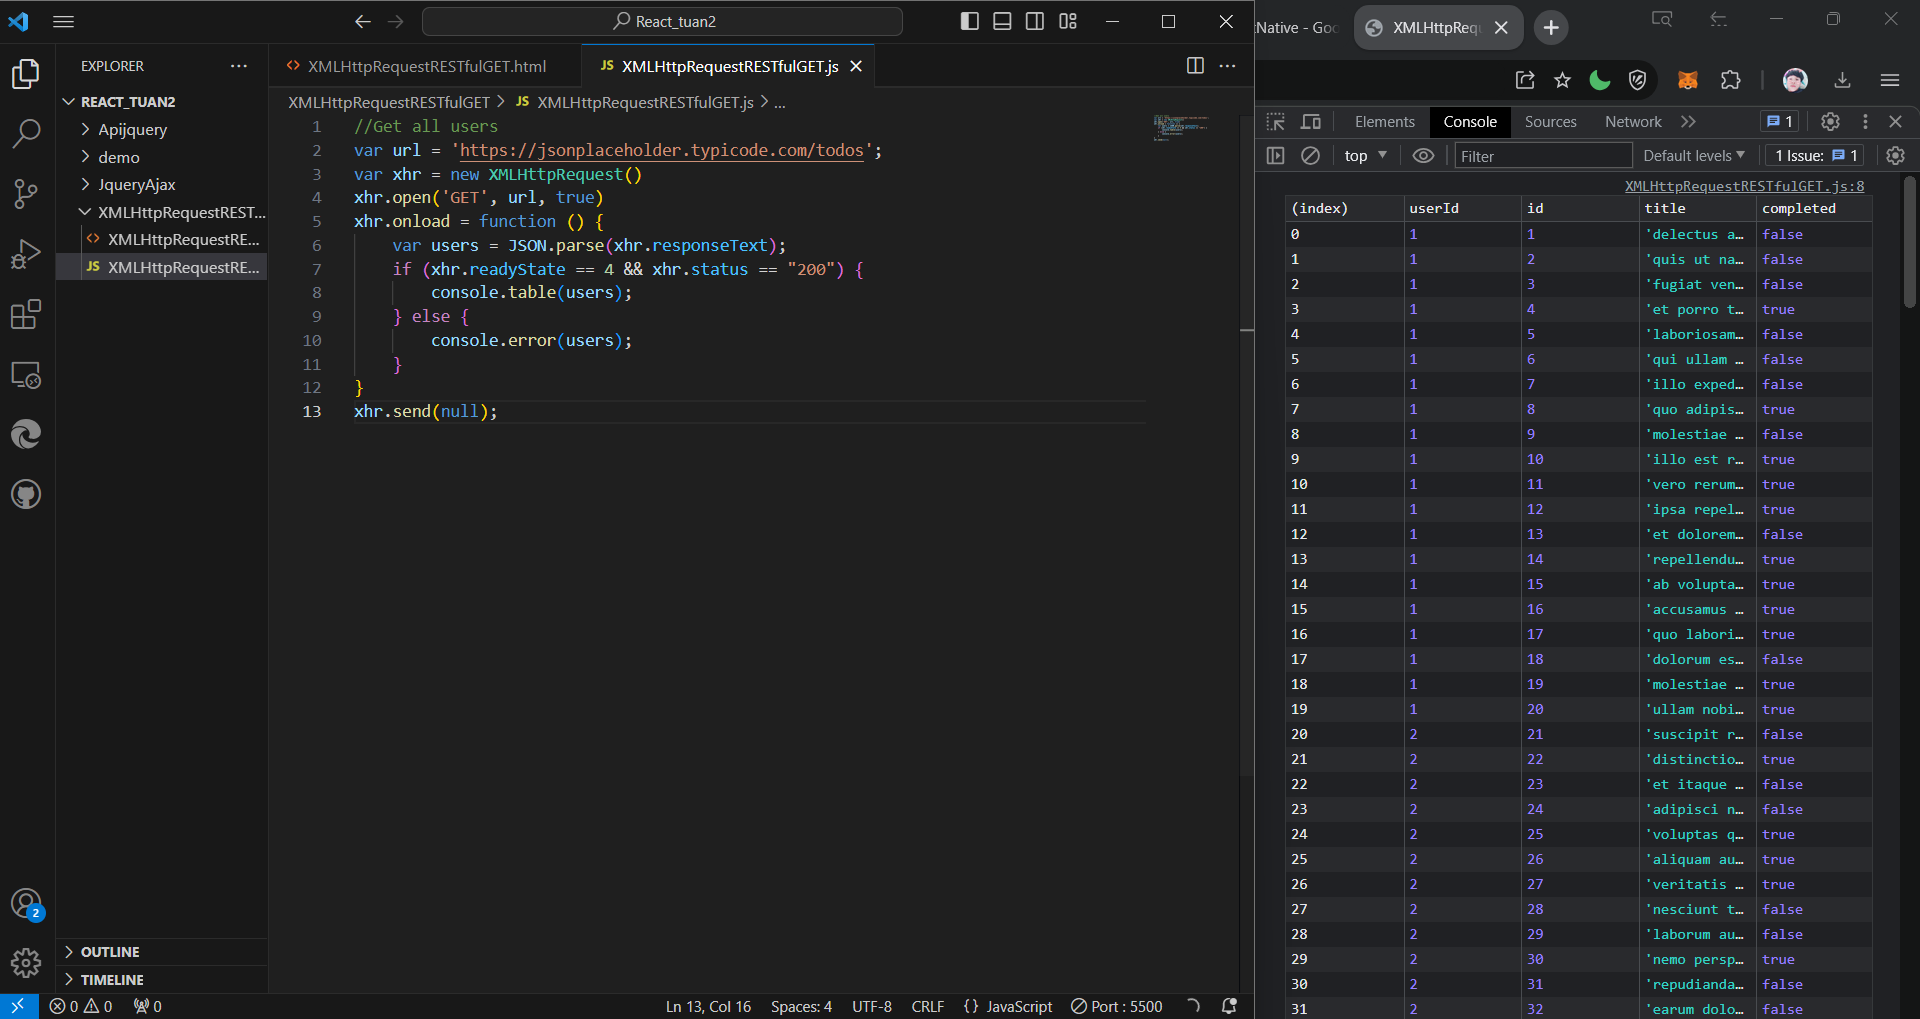 React_tuan2
EXPLORER
REACT_TUAN2
Apijquery
demo
JqueryAjax
XMLHttpRequestREST...
XMLHttpRequestRE...
JS XMLHttpRequestRE...
OUTLINE
TIMELINE
XMLHttpRequestRESTfulGET.html
JS XMLHttpRequestRESTfulGET.js
XMLHttpRequestRESTfulGET > JS XMLHttpRequestRESTfulGET.js > ...
1 //Get all users
2 var url = 'https://jsonplaceholder.typicode.com/todos';
3 var xhr = new XMLHttpRequest()
4 xhr.open('GET', url, true)
5 xhr.onload = function () {
6 var users = JSON.parse(xhr.responseText);
7 if (xhr.readyState == 4 && xhr.status == "200") {
8 console.table(users);
9 } else {
10 console.error(users);
11 }
12 }
13 xhr.send(null);
2
0 0 0
Ln 13, Col 16 Spaces: 4 UTF-8 CRLF {} JavaScript Port : 5500
Native - Goo
XMLHttpRequ
Elements Console Sources Network 1
top Filter Default levels 1 Issue: 1
XMLHttpRequestRESTfulGET.js:8
(index) userId id title completed
0 1 1 'delectus a… false
1 1 2 'quis ut na… false
2 1 3 'fugiat ven… false
3 1 4 'et porro t… true
4 1 5 'laboriosam… false
5 1 6 'qui ullam … false
6 1 7 'illo exped… false
7 1 8 'quo adipis… true
8 1 9 'molestiae … false
9 1 10 'illo est r… true
10 1 11 'vero rerum… true
11 1 12 'ipsa repel… true
12 1 13 'et dolorem… false
13 1 14 'repellendu… true
14 1 15 'ab volupta… true
15 1 16 'accusamus … true
16 1 17 'quo labori… true
17 1 18 'dolorum es… false
18 1 19 'molestiae … true
19 1 20 'ullam nobi… true
20 2 21 'suscipit r… false
21 2 22 'distinctio… true
22 2 23 'et itaque … false
23 2 24 'adipisci n… false
24 2 25 'voluptas q… true
25 2 26 'aliquam au… true
26 2 27 'veritatis … true
27 2 28 'nesciunt t… false
28 2 29 'laborum au… false
29 2 30 'nemo persp… true
30 2 31 'repudianda… false
31 2 32 'earum dolo… false